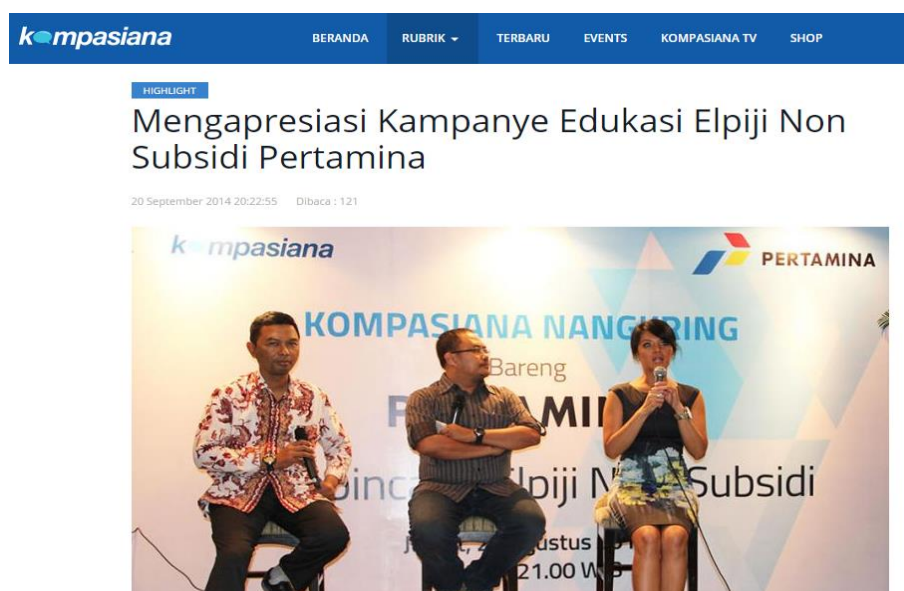 kompasiana
BERANDA RUBRIK TERBARU EVENTS KOMPASIANA TV SHOP
HIGHLIGHT
Mengapresiasi Kampanye Edukasi Elpiji Non
Subsidi Pertamina
20 September 2014 20:22:55 Dibaca : 121
kompasiana
PERTAMINA
KOMPASIANA NANGKRING
Bareng
Subsidi
21.00